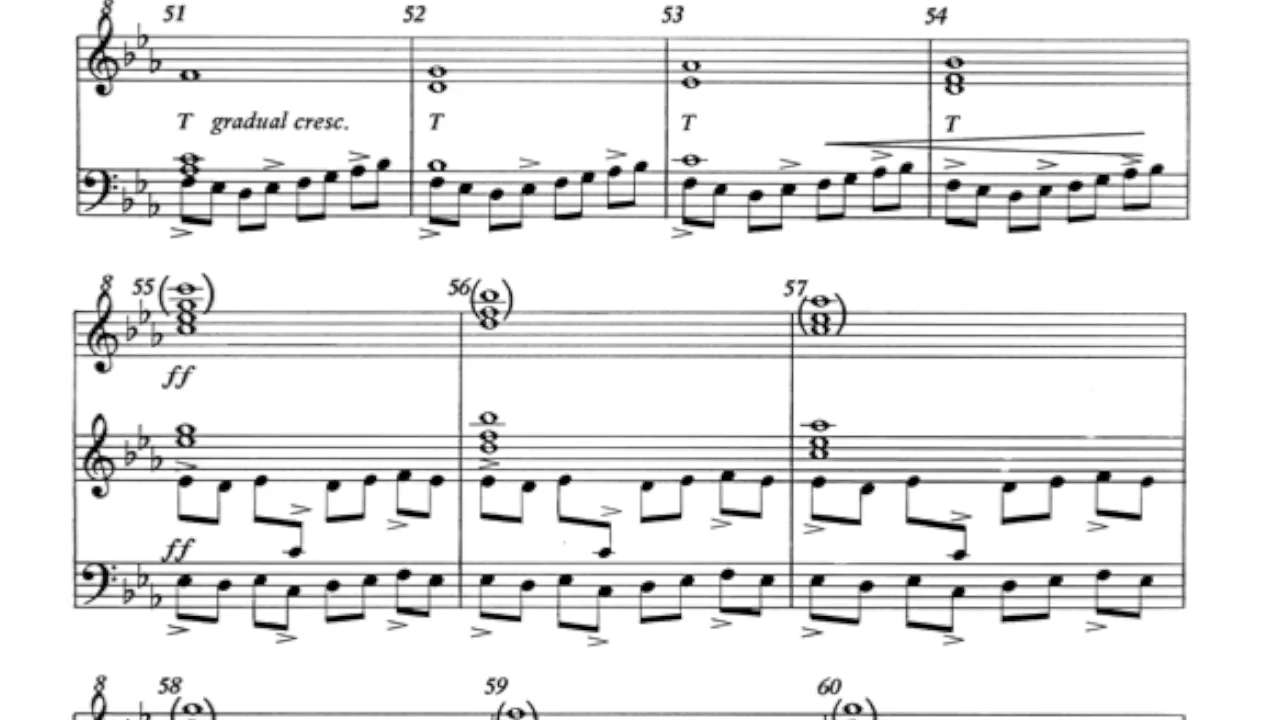 8 51 52 53 54
T gradual cresc. T T T
8 55 56 57
ff
ff
8 58 59 60